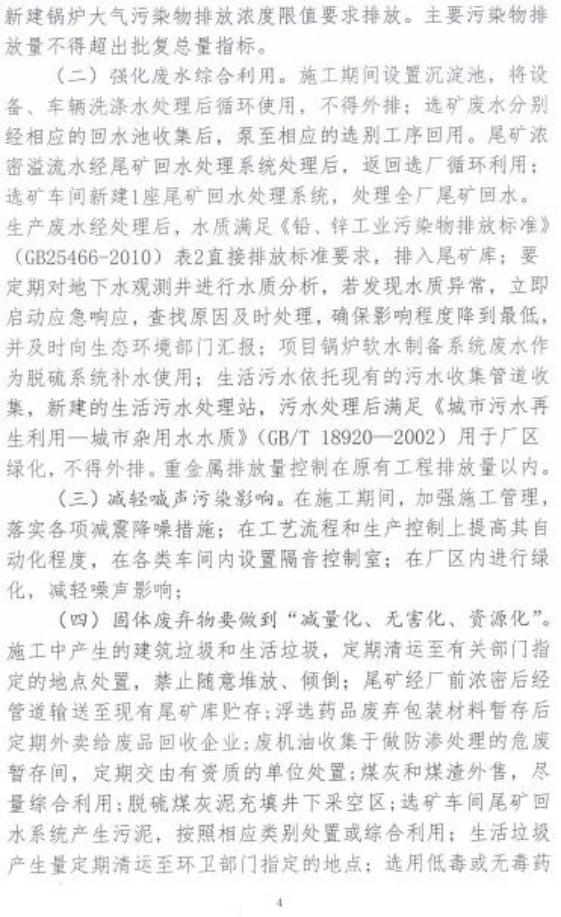 新建锅炉大气污染物排放浓度限值要求排放。主要污染物排
放量不得超出批复总量指标。
（二）强化废水综合利用。施工期间设置沉淀池，将设
备、车辆洗涤水处理后循环使用，不得外排；选矿废水分别
经相应的回水池收集后，泵至相应的选别工序回用。尾矿浓
密溢流水经尾矿回水处理系统处理后，返回选厂循环利用；
选矿车间新建1座尾矿回水处理系统，处理全厂尾矿回水。
生产废水经处理后，水质满足《铅、锌工业污染物排放标准》
（GB25466-2010）表2直接排放标准要求，排入尾矿库；要
定期对地下水观测井进行水质分析，若发现水质异常，立即
启动应急响应，查找原因及时处理，确保影响程度降到最低，
并及时向生态环境部门汇报；项目锅炉软水制备系统废水作
为脱硫系统补水使用；生活污水依托现有的污水收集管道收
集，新建的生活污水处理站，污水处理后满足《城市污水再
生利用—城市杂用水水质》（GB/T 18920—2002）用于厂区
绿化，不得外排。重金属排放量控制在原有工程排放量以内。
（三）减轻噪声污染影响。在施工期间，加强施工管理，
落实各项减震降噪措施；在工艺流程和生产控制上提高其自
动化程度，在各类车间内设置隔音控制室；在厂区内进行绿
化，减轻噪声影响；
（四）固体废弃物要做到“减量化、无害化、资源化”。
施工中产生的建筑垃圾和生活垃圾，定期清运至有关部门指
定的地点处置，禁止随意堆放、倾倒；尾矿经厂前浓密后经
管道输送至现有尾矿库贮存；浮选药品废弃包装材料暂存后
定期外卖给废品回收企业；废机油收集于做防渗处理的危废
暂存间，定期交由有资质的单位处置；煤灰和煤渣外售，尽
量综合利用；脱硫煤灰泥充填井下采空区；选矿车间尾矿回
水系统产生污泥，按照相应类别处置或综合利用；生活垃圾
产生量定期清运至环卫部门指定的地点；选用低毒或无毒药
4